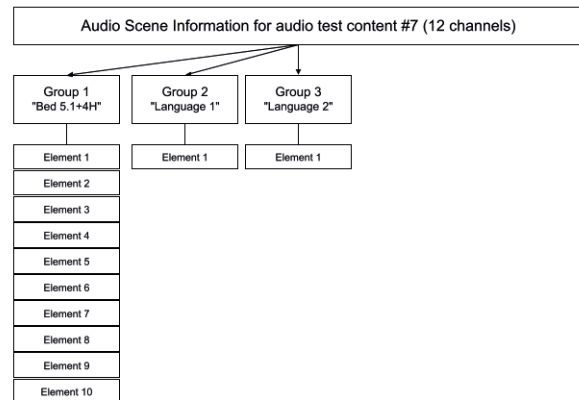 Audio Scene Information for audio test content #7 (12 channels)
Group 1
"Bed 5.1+4H"
Group 2
"Language 1"
Group 3
"Language 2"
Element 1
Element 1
Element 1
Element 2
Element 3
Element 4
Element 5
Element 6
Element 7
Element 8
Element 9
Element 10